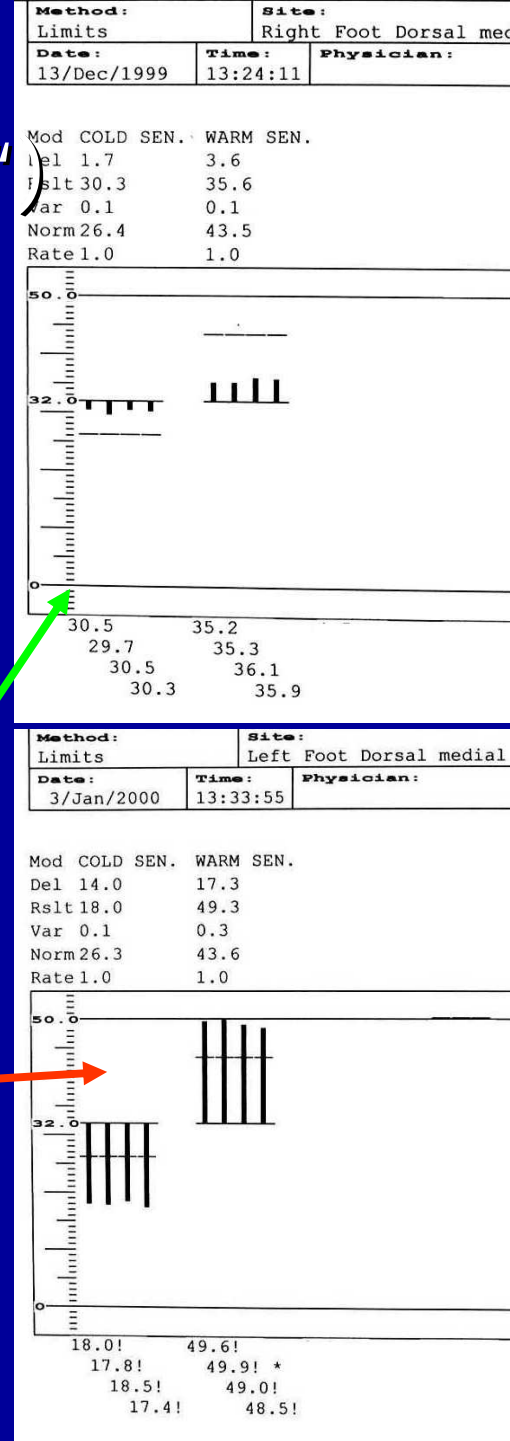 Method: Site:
Limits Right Foot Dorsal med
Date: Time: Physician:
13/Dec/1999 13:24:11
")
Mod COLD SEN. WARM SEN.
el 1.7 3.6
slt 30.3 35.6
Var 0.1 0.1
Norm 26.4 43.5
Rate 1.0 1.0
50.0
32.0
0
30.5 35.2
29.7 35.3
30.5 36.1
30.3 35.9
Method: Site:
Limits Left Foot Dorsal medial
Date: Time: Physician:
3/Jan/2000 13:33:55
Mod COLD SEN. WARM SEN.
Del 14.0 17.3
Rslt 18.0 49.3
Var 0.1 0.3
Norm 26.3 43.6
Rate 1.0 1.0
50.0
32.0
0
18.0! 49.6!
17.8! 49.9! *
18.5! 49.0!
17.4! 48.5!